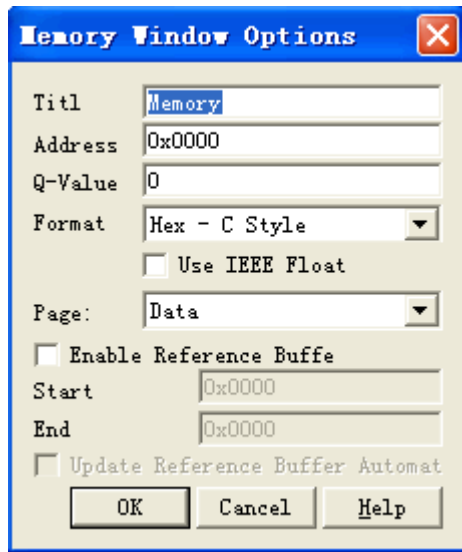 Memory Window Options
Titl Memory
Address 0x0000
Q-Value 0
Format Hex - C Style
Use IEEE Float
Page: Data
Enable Reference Buffe
Start 0x0000
End 0x0000
Update Reference Buffer Automat
OK Cancel Help